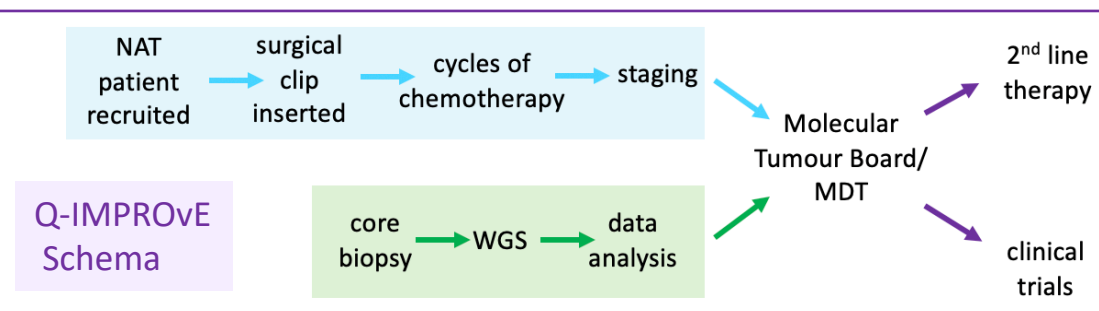 NAT
patient
recruited
surgical
clip
inserted
cycles of
chemotherapy
staging
Q-IMPROvE
Schema
core
biopsy
WGS
data
analysis
Molecular
Tumour Board/
MDT
2nd line
therapy
clinical
trials